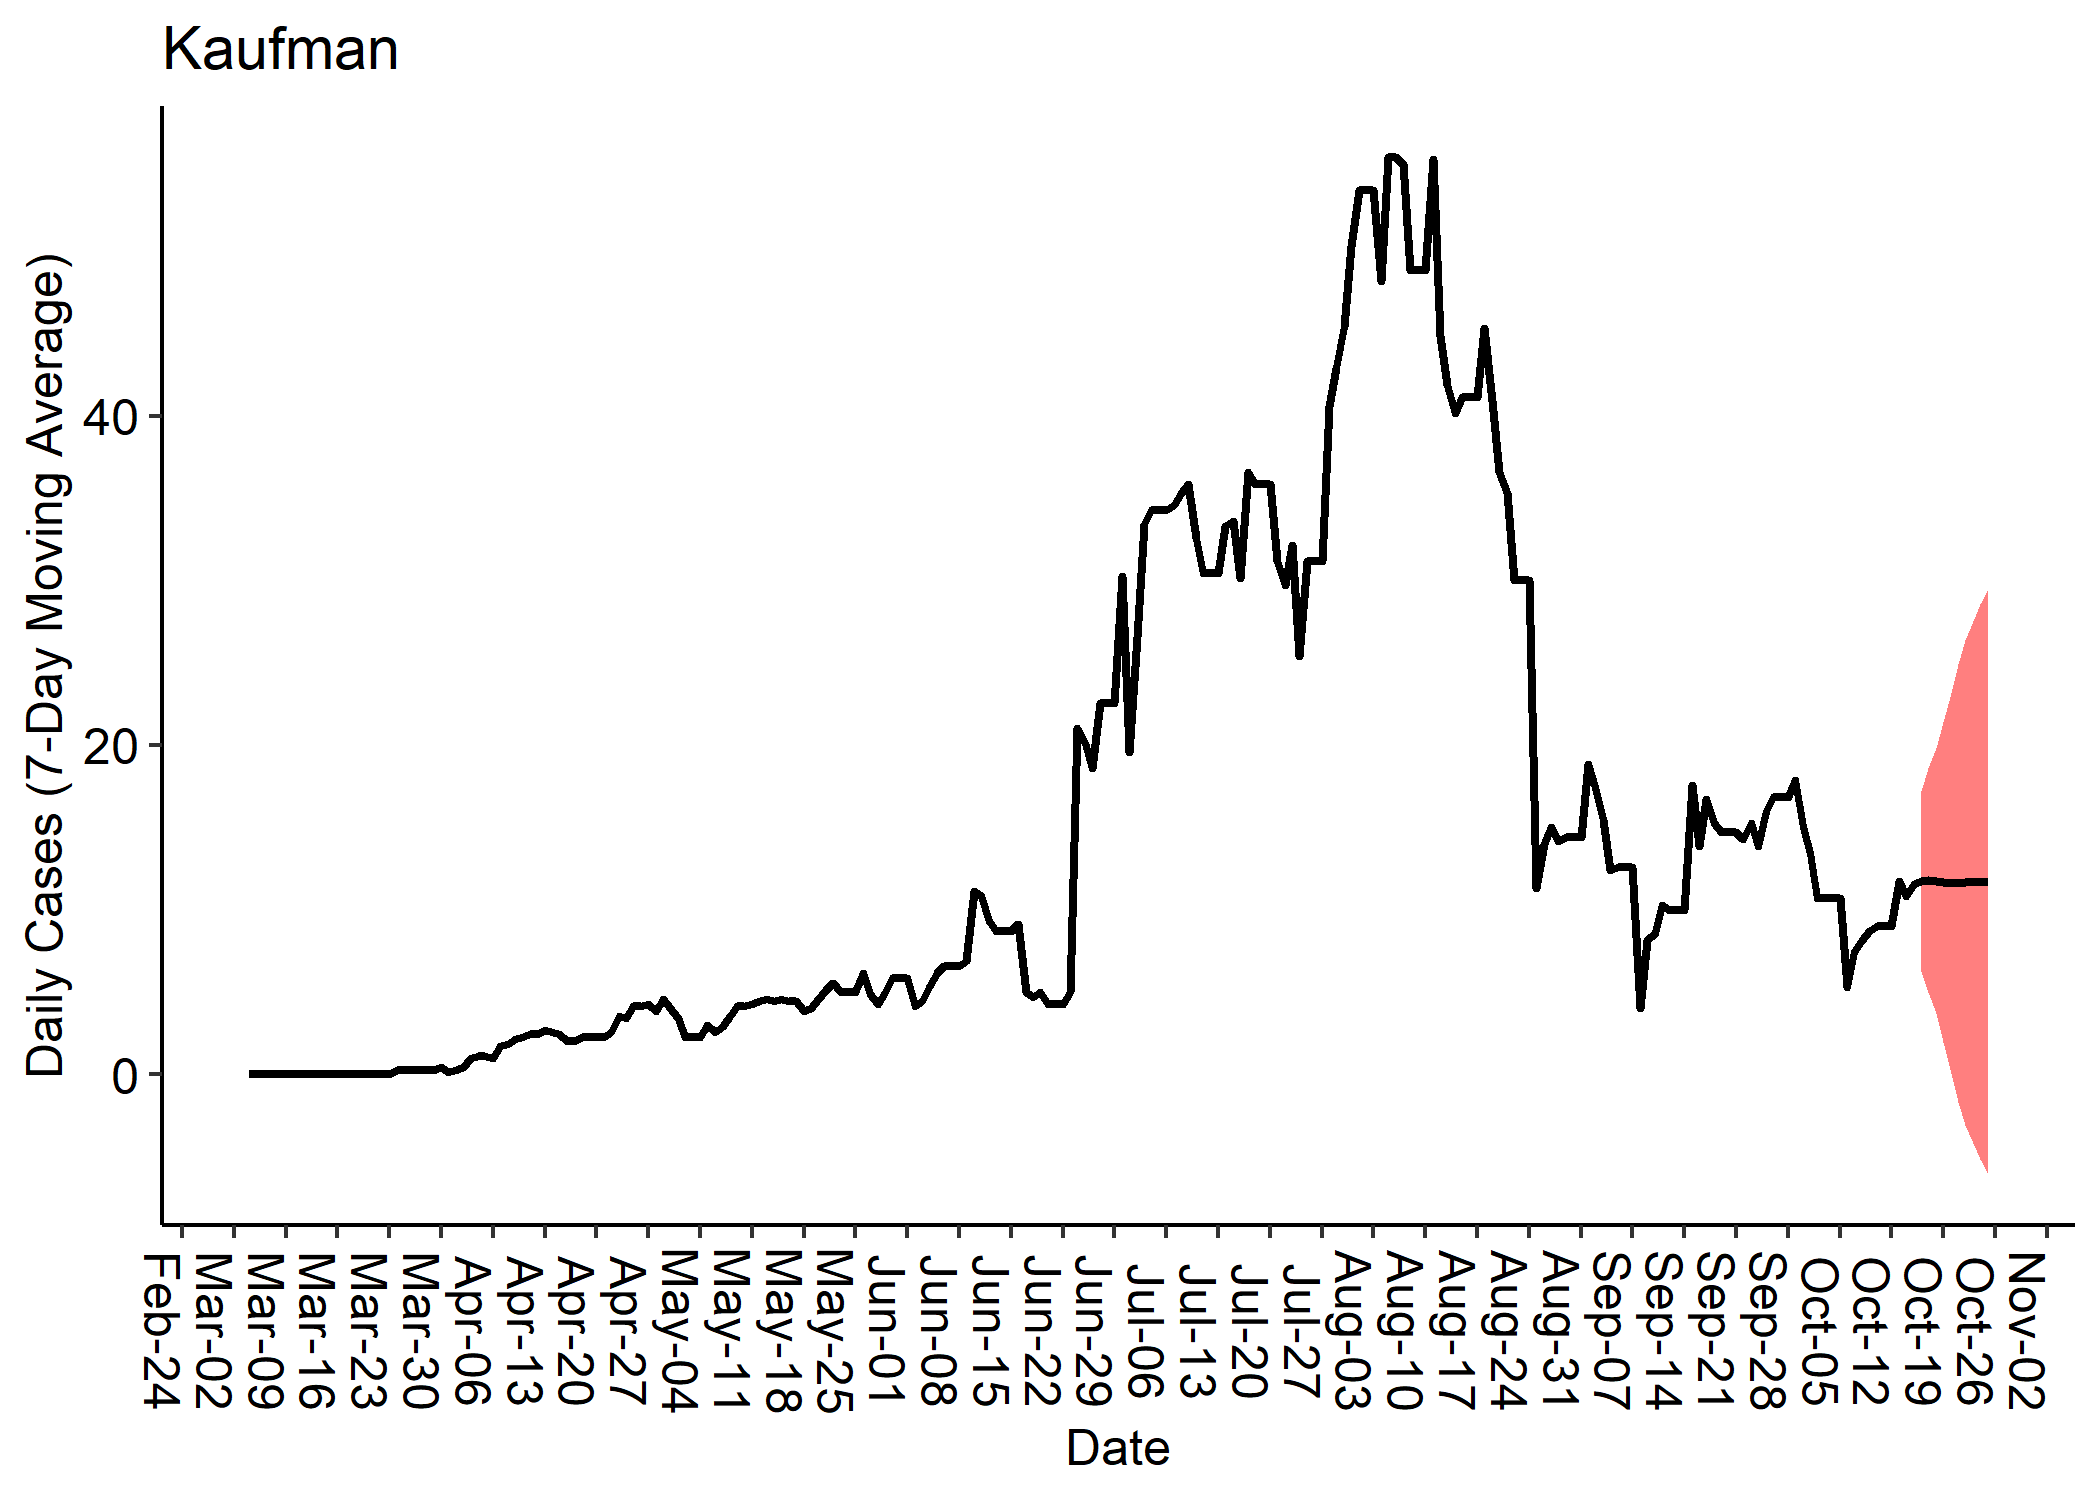 Kaufman
Daily Cases (7-Day Moving Average)
40
20
0
Feb-24
Mar-02
Mar-09
Mar-16
Mar-23
Mar-30
Apr-06
Apr-13
Apr-20
Apr-27
May-04
May-11
May-18
May-25
Jun-01
Jun-08
Jun-15
Jun-22
Jun-29
Jul-06
Jul-13
Jul-20
Jul-27
Aug-03
Aug-10
Aug-17
Aug-24
Aug-31
Sep-07
Sep-14
Sep-21
Sep-28
Oct-05
Oct-12
Oct-19
Oct-26
Nov-02
Date